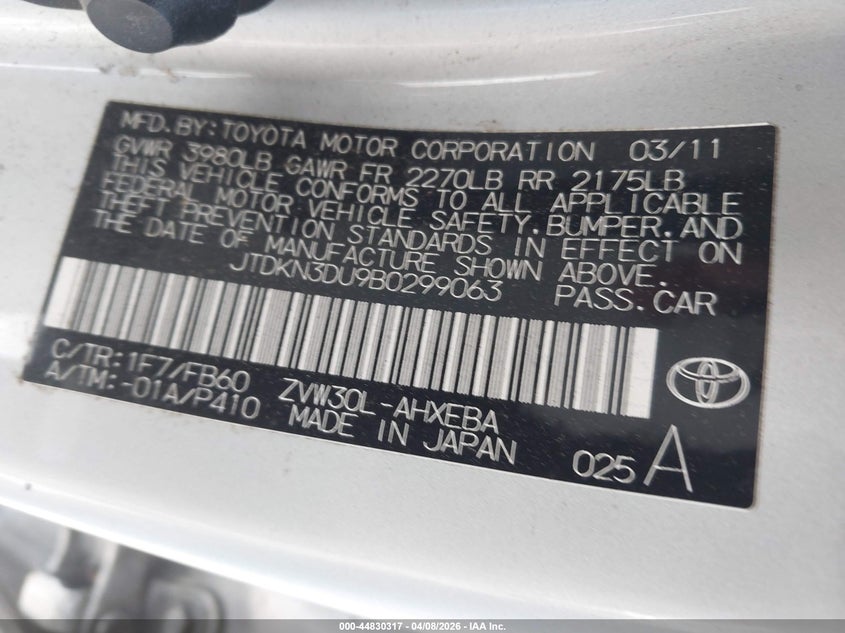 MFD.BY:TOYOTA MOTOR CORPORATION 03/11
GVWR 3980LB GAWR FR 2270LB RR 2175LB
THIS VEHICLE CONFORMS TO ALL APPLICABLE
FEDERAL MOTOR VEHICLE SAFETY.BUMPER.AND
THEFT PREVENTION STANDARDS IN EFFECT ON
THE DATE OF MANUFACTURE SHOWN ABOVE.
JTDKN3DU9B0299063 PASS.CAR
C/TR:1F7/FB60 ZVW30L-AHXEBA
A/TM:-01A/P410 MADE IN JAPAN
025 A
000-44830317 - 04/08/2026 - IAA Inc.